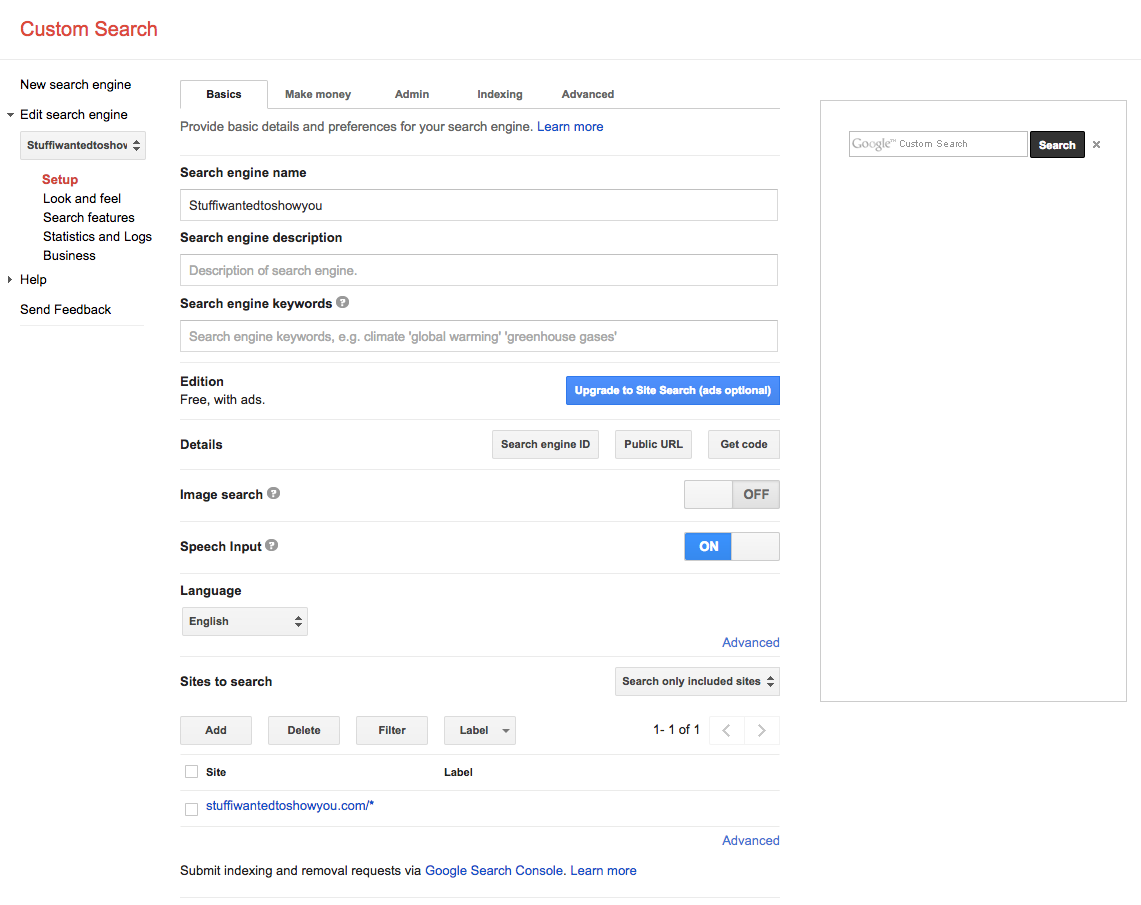 Custom Search
New search engine
Edit search engine
Stuffiwantedtoshov
Setup
Look and feel
Search features
Statistics and Logs
Business
Help
Send Feedback
Basics Make money Admin Indexing Advanced
Provide basic details and preferences for your search engine. Learn more
Search engine name
Stuffiwantedtoshowyou
Search engine description
Description of search engine.
Search engine keywords ?
Search engine keywords, e.g. climate 'global warming' 'greenhouse gases'
Edition
Free, with ads.
Upgrade to Site Search (ads optional)
Details Search engine ID Public URL Get code
Image search ? OFF
Speech Input ? ON
Language
English
Advanced
Sites to search Search only included sites
Add Delete Filter Label 1- 1 of 1
Site Label
stuffiwantedtoshowyou.com/*
Advanced
Submit indexing and removal requests via Google Search Console. Learn more
Google™ Custom Search Search ×